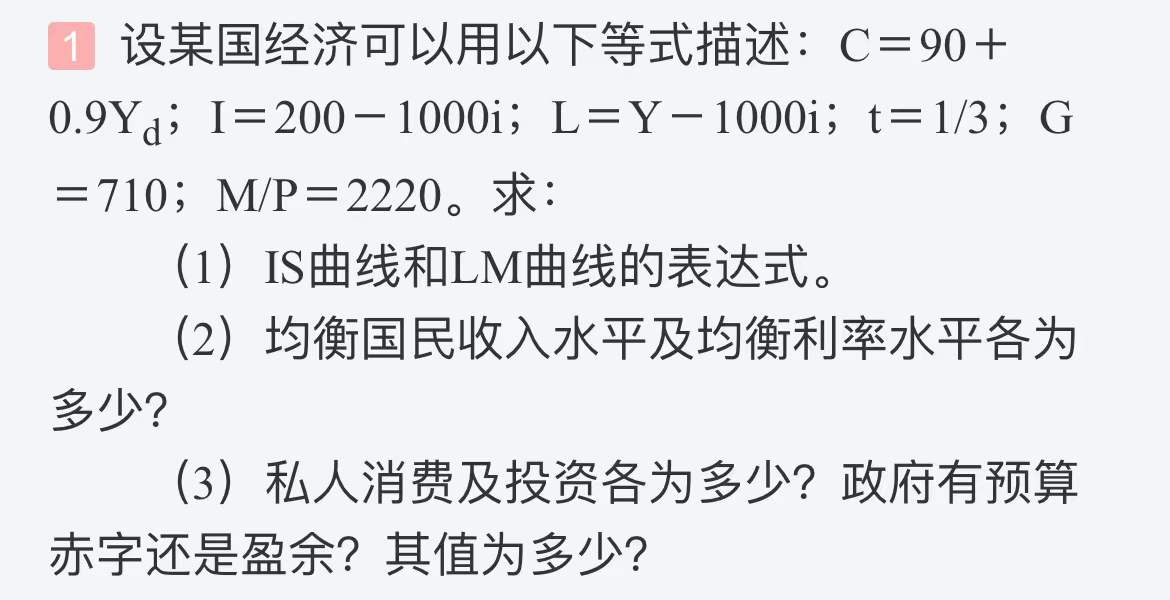 1 设某国经济可以用以下等式描述：C＝90＋
0.9Yd；I＝200－1000i；L＝Y－1000i；t＝1/3；G
＝710；M/P＝2220。求：
（1）IS曲线和LM曲线的表达式。
（2）均衡国民收入水平及均衡利率水平各为
多少？
（3）私人消费及投资各为多少？政府有预算
赤字还是盈余？其值为多少？